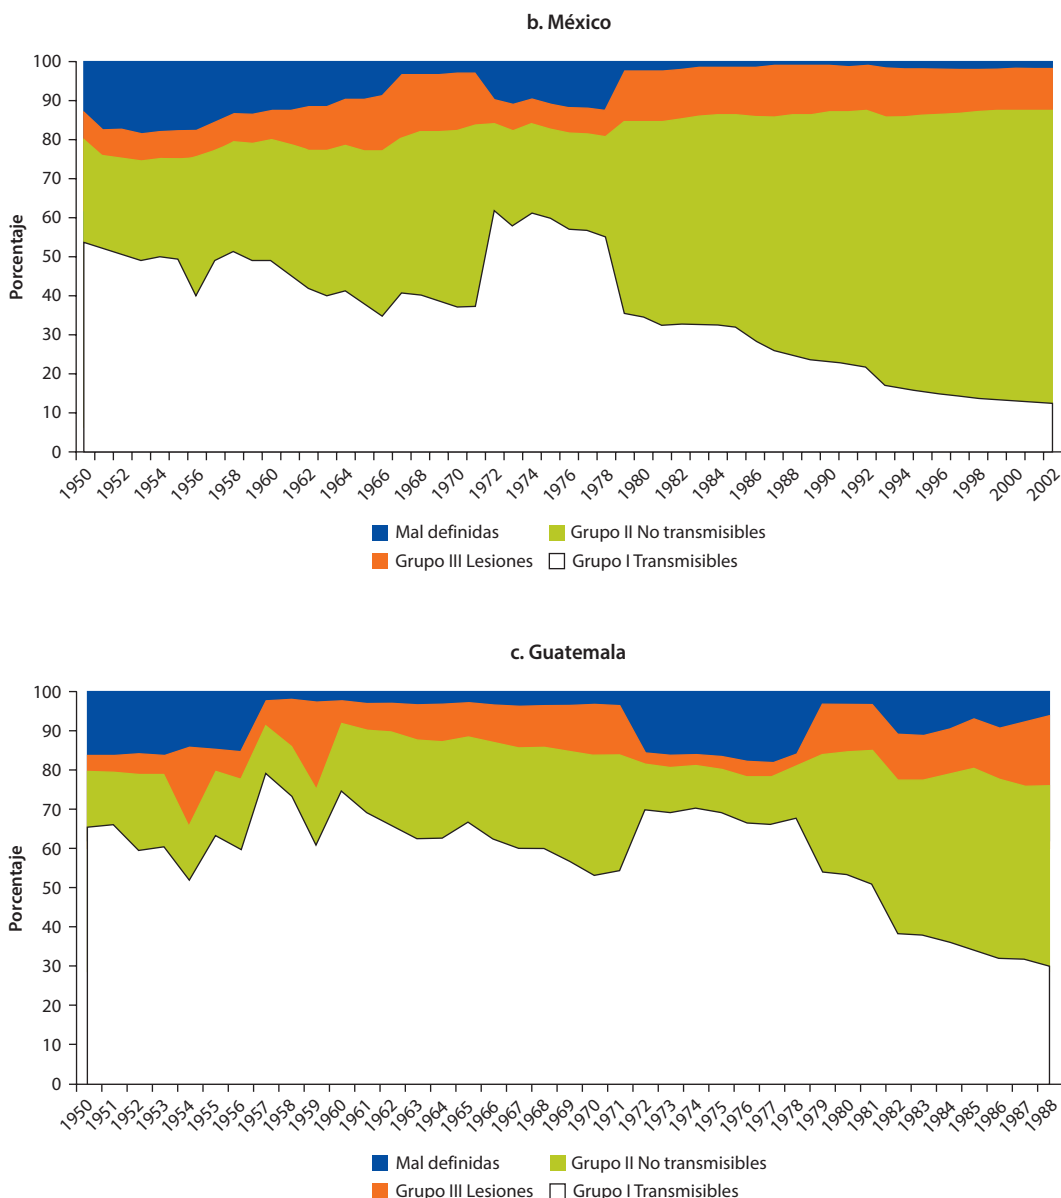 b. México
100
90
80
70
60
50
40
30
20
10
0
Porcentaje
1950 1952 1954 1956 1958 1960 1962 1964 1966 1968 1970 1972 1974 1976 1978 1980 1982 1984 1986 1988 1990 1992 1994 1996 1998 2000 2002
Mal definidas Grupo II No transmisibles
Grupo III Lesiones Grupo I Transmisibles
c. Guatemala
100
90
80
70
60
50
40
30
20
10
0
Porcentaje
1950 1951 1952 1953 1954 1955 1956 1957 1958 1959 1960 1961 1962 1963 1964 1965 1966 1967 1968 1969 1970 1971 1972 1973 1974 1975 1976 1977 1978 1979 1980 1981 1982 1983 1984 1985 1986 1987 1988
Mal definidas Grupo II No transmisibles
Grupo III Lesiones Grupo I Transmisibles